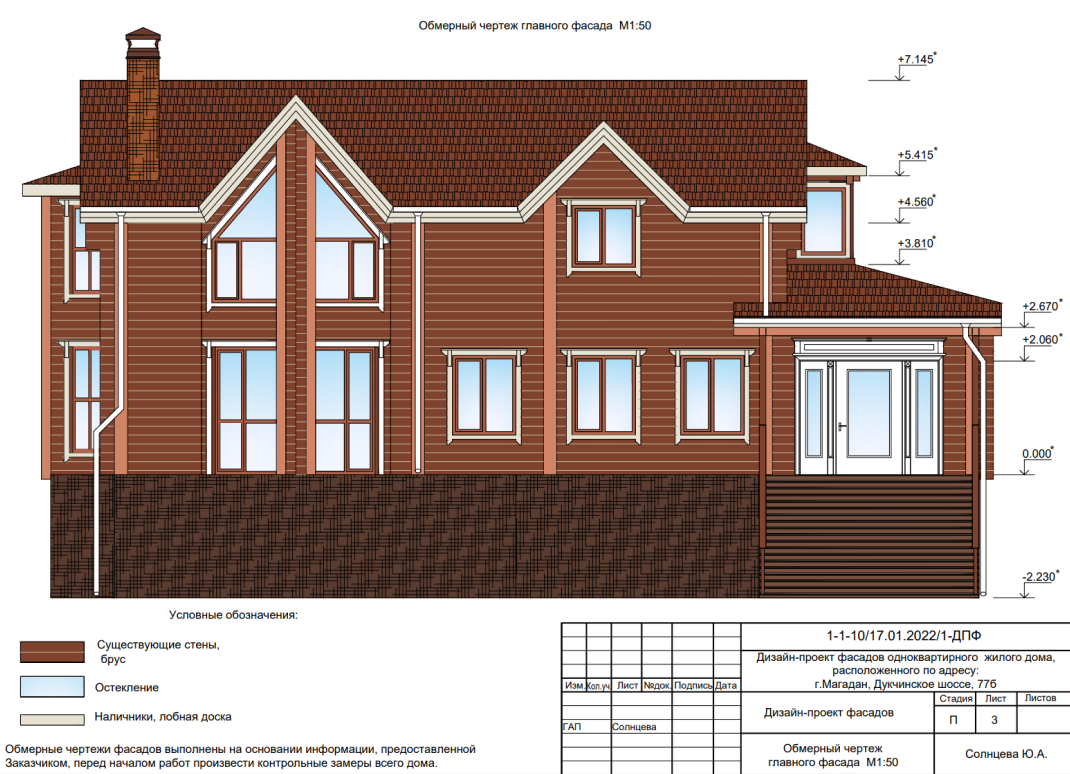 Обмерный чертеж главного фасада М1:50
+7.145*
+5.415*
+4.560*
+3.810*
+2.670*
+2.060*
0.000*
-2.230*
Условные обозначения:
Существующие стены,
брус
Остекление
Наличники, лобная доска
Обмерные чертежи фасадов выполнены на основании информации, предоставленной
Заказчиком, перед началом работ произвести контрольные замеры всего дома.
1-1-10/17.01.2022/1-ДПФ
Дизайн-проект фасадов одноквартирного жилого дома,
расположенного по адресу:
г.Магадан, Дукчинское шоссе, 77б
Изм. Кол.уч Лист №док. Подпись Дата
Дизайн-проект фасадов
Стадия Лист Листов
П 3
ГАП Солнцева
Обмерный чертеж
главного фасада М1:50
Солнцева Ю.А.